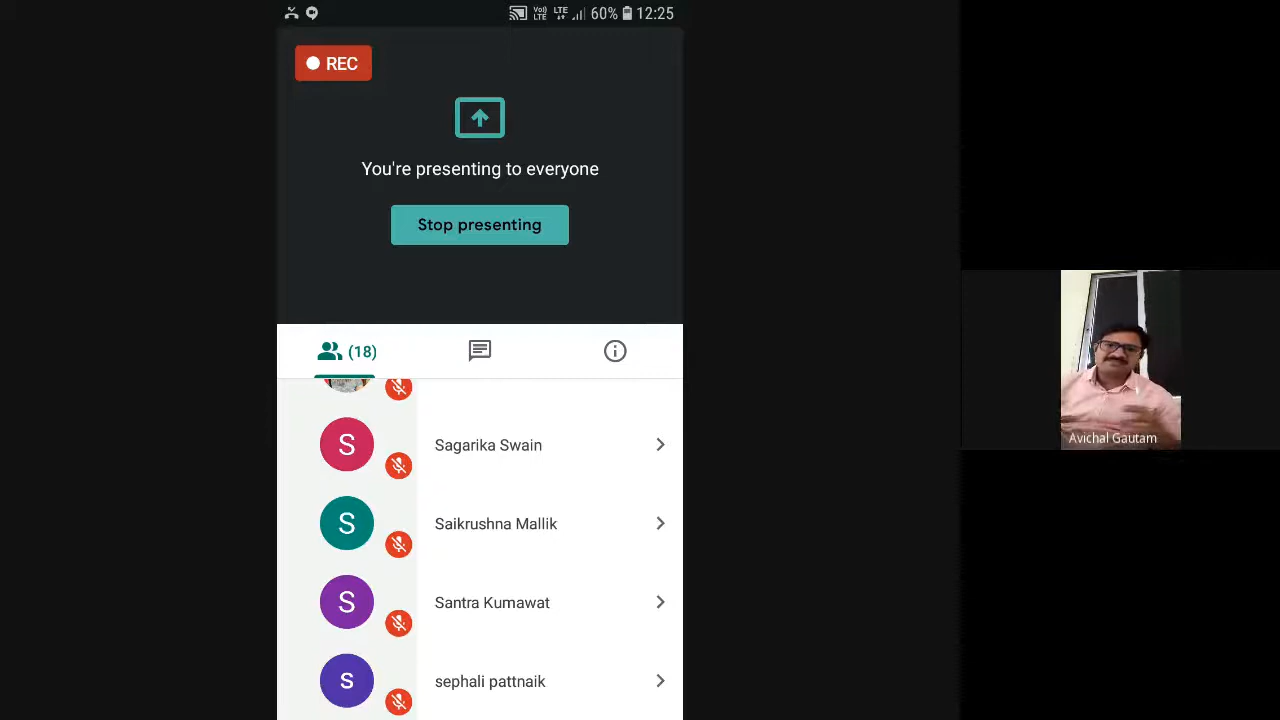 60% 12:25
REC
You're presenting to everyone
Stop presenting
(18)
S Sagarika Swain
S Saikrushna Mallik
S Santra Kumawat
s sephali pattnaik
Avichal Gautam